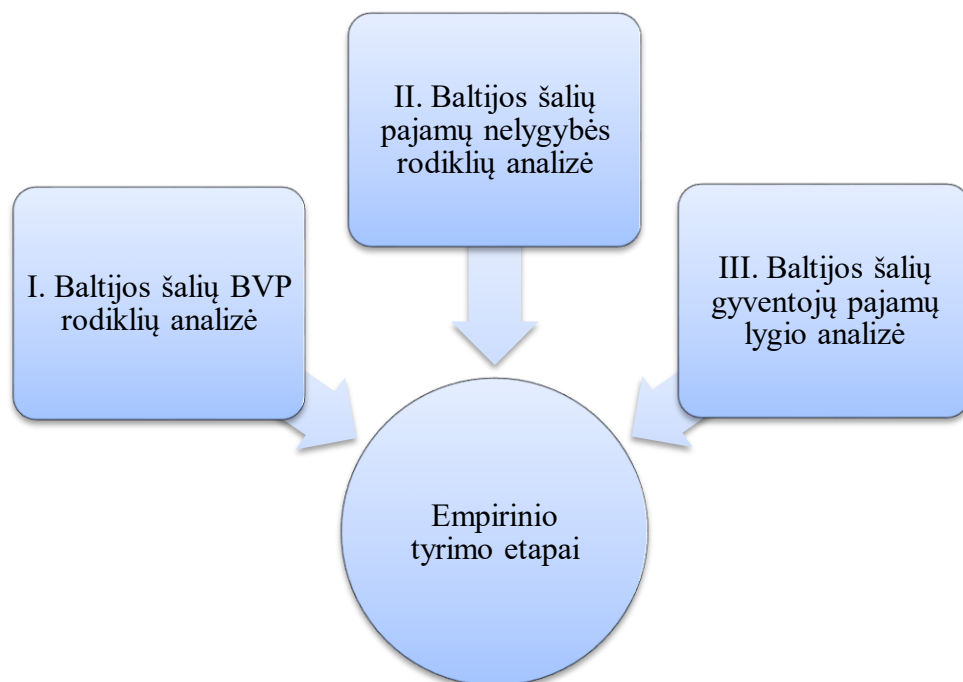 I. Baltijos šalių BVP
rodiklių analizė
II. Baltijos šalių
pajamų nelygybės
rodiklių analizė
III. Baltijos šalių
gyventojų pajamų
lygio analizė
Empirinio
tyrimo etapai